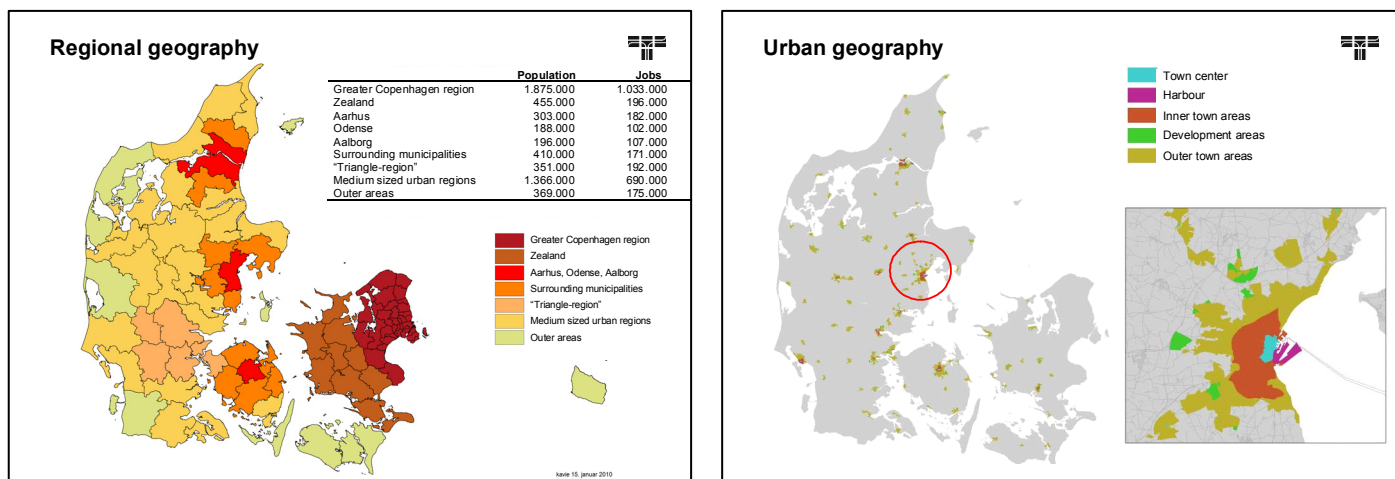 Regional geography
Population Jobs
Greater Copenhagen region 1.875.000 1.033.000
Zealand 455.000 196.000
Aarhus 303.000 182.000
Odense 188.000 102.000
Aalborg 196.000 107.000
Surrounding municipalities 410.000 171.000
"Triangle-region" 351.000 192.000
Medium sized urban regions 1.366.000 690.000
Outer areas 369.000 175.000
Greater Copenhagen region
Zealand
Aarhus, Odense, Aalborg
Surrounding municipalities
"Triangle-region"
Medium sized urban regions
Outer areas
kavie 15. januar 2010
Urban geography
Town center
Harbour
Inner town areas
Development areas
Outer town areas